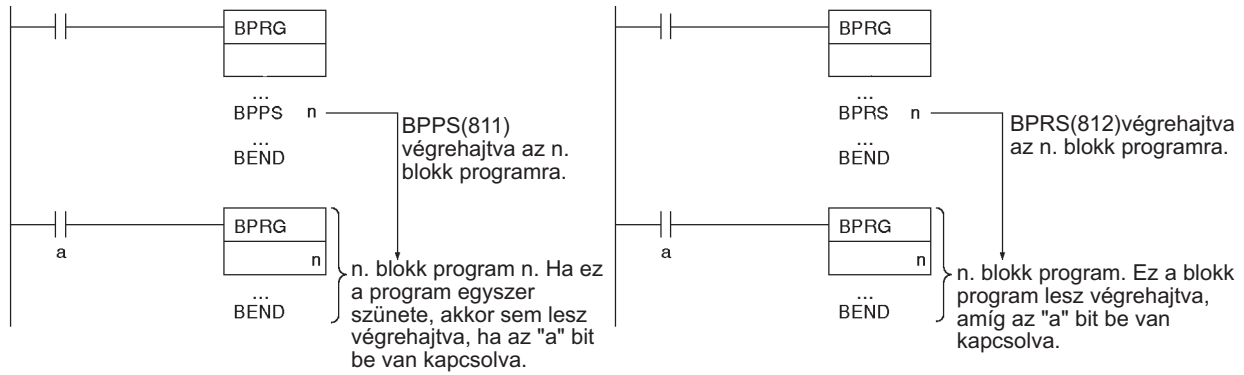 BPRG
...
BPPS n
BPPS(811)
végrehajtva az n.
blokk programra.
...
BEND
a
BPRG
n
n. blokk program n. Ha ez
a program egyszer
szünete, akkor sem lesz
végrehajtva, ha az "a" bit
be van kapcsolva.
...
BEND
BPRG
...
BPRS n
BPRS(812)végrehajtva
az n. blokk programra.
...
BEND
a
BPRG
n
n. blokk program. Ez a blokk
program lesz végrehajtva,
amíg az "a" bit be van
kapcsolva.
...
BEND